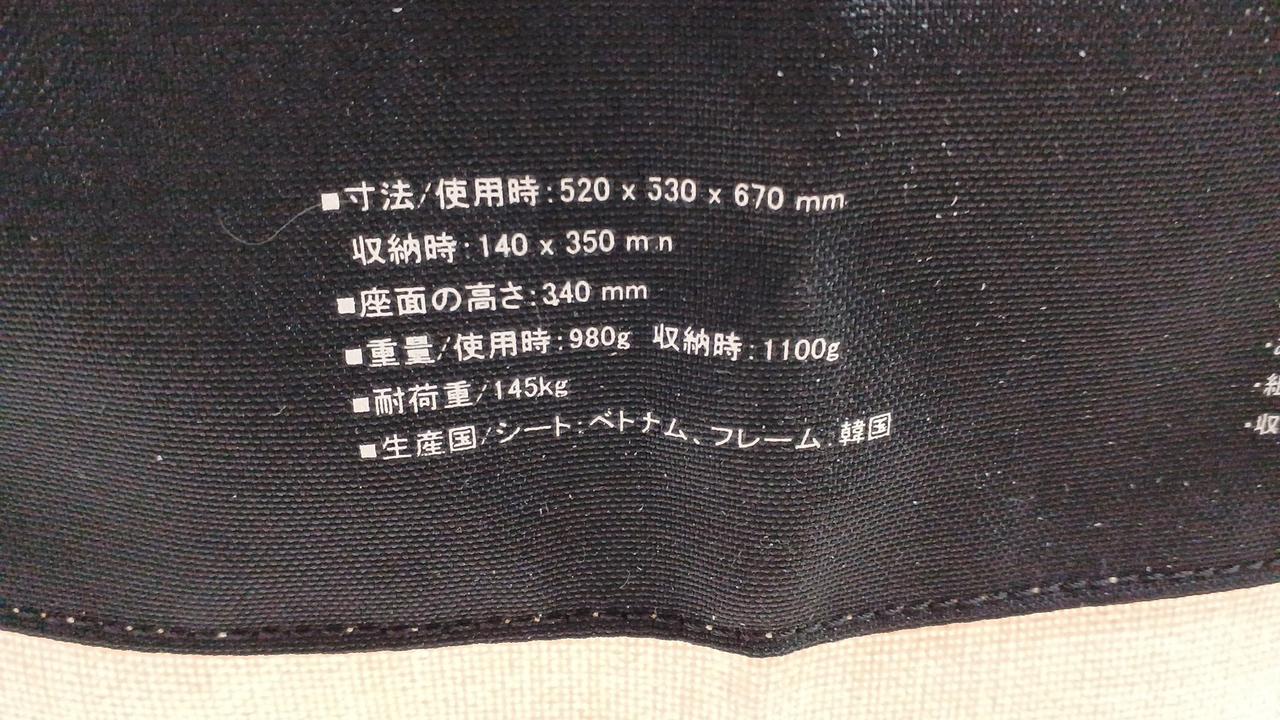 ■寸法/使用時:520 x 530 x 670 mm
収納時:140 x 350 mm
■座面の高さ:340 mm
■重量/使用時:980g 収納時:1100g
■耐荷重/145kg
■生産国/シート:ベトナム、フレーム:韓国
・収